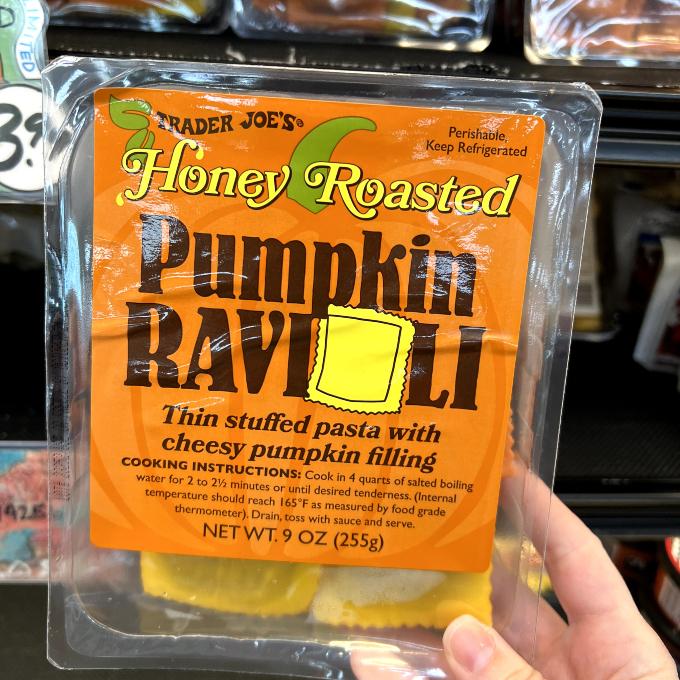 TRADER JOE'S®
Perishable,
Keep Refrigerated
Honey Roasted
Pumpkin
RAVIOLI
Thin stuffed pasta with
cheesy pumpkin filling
COOKING INSTRUCTIONS: Cook in 4 quarts of salted boiling
water for 2 to 2½ minutes or until desired tenderness. (Internal
temperature should reach 165°F as measured by food grade
thermometer). Drain, toss with sauce and serve.
NET WT. 9 OZ (255g)